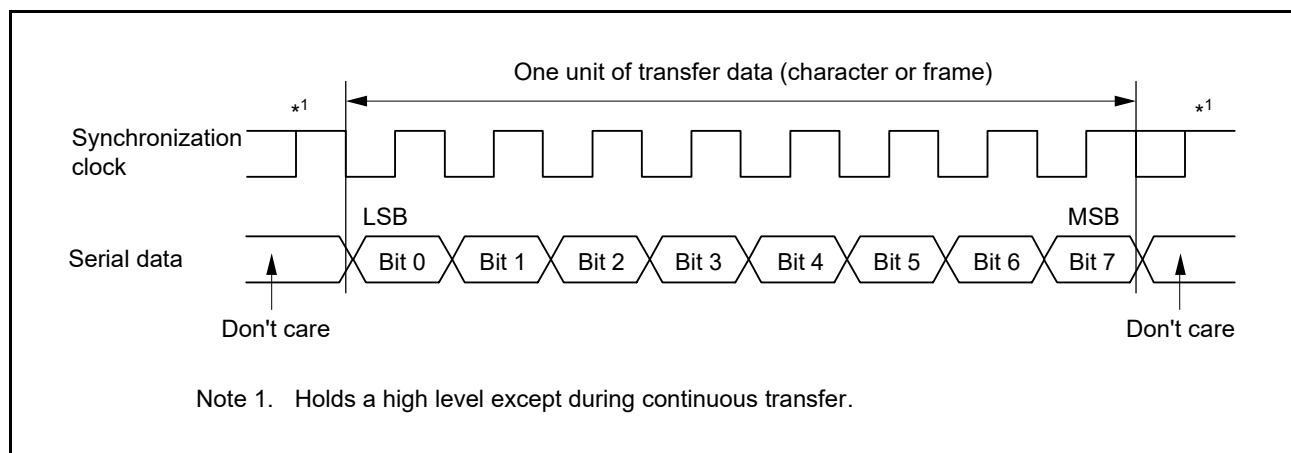 One unit of transfer data (character or frame)
*1 *1
Synchronization
clock
LSB MSB
Serial data Bit 0 Bit 1 Bit 2 Bit 3 Bit 4 Bit 5 Bit 6 Bit 7
Don't care Don't care
Note 1. Holds a high level except during continuous transfer.